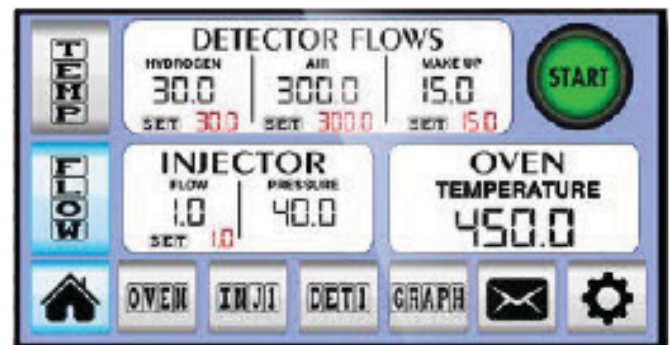 TEMP
DETECTOR FLOWS
HYDROGEN AIR MAKE UP
30.0 300.0 15.0
SET 30.0 SET 300.0 SET 15.0
START
FLOW
INJECTOR
FLOW PRESSURE
1.0 40.0
SET 1.0
OVEN
TEMPERATURE
450.0
OVEN INJ1 DET1 GRAPH